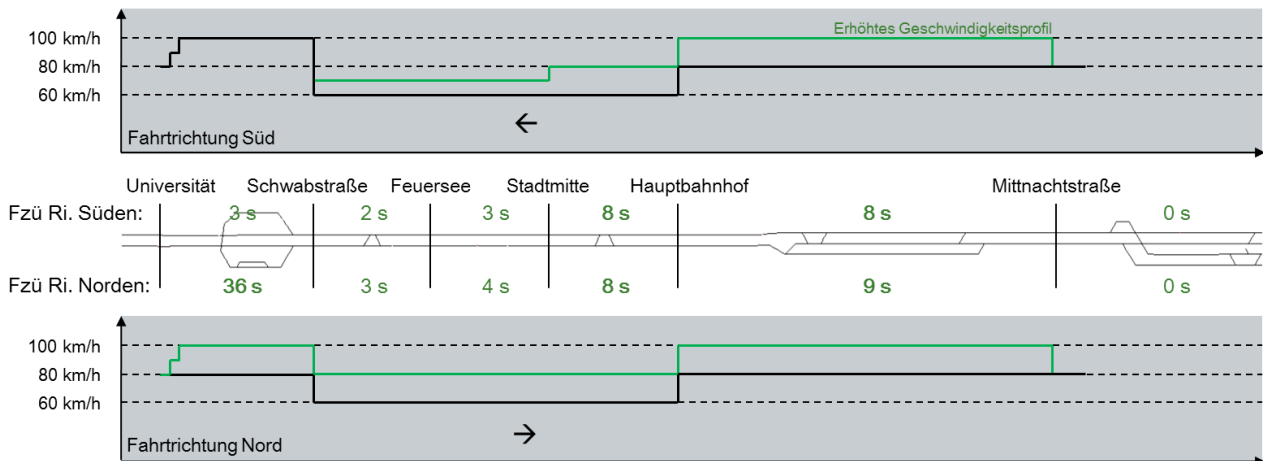 Erhöhtes Geschwindigkeitsprofil
100 km/h
80 km/h
60 km/h
Fahrtrichtung Süd
Universität Schwabstraße Feuersee Stadtmitte Hauptbahnhof Mittnachtstraße
Fzü Ri. Süden: 3 s 2 s 3 s 8 s 8 s 0 s
Fzü Ri. Norden: 36 s 3 s 4 s 8 s 9 s 0 s
100 km/h
80 km/h
60 km/h
Fahrtrichtung Nord